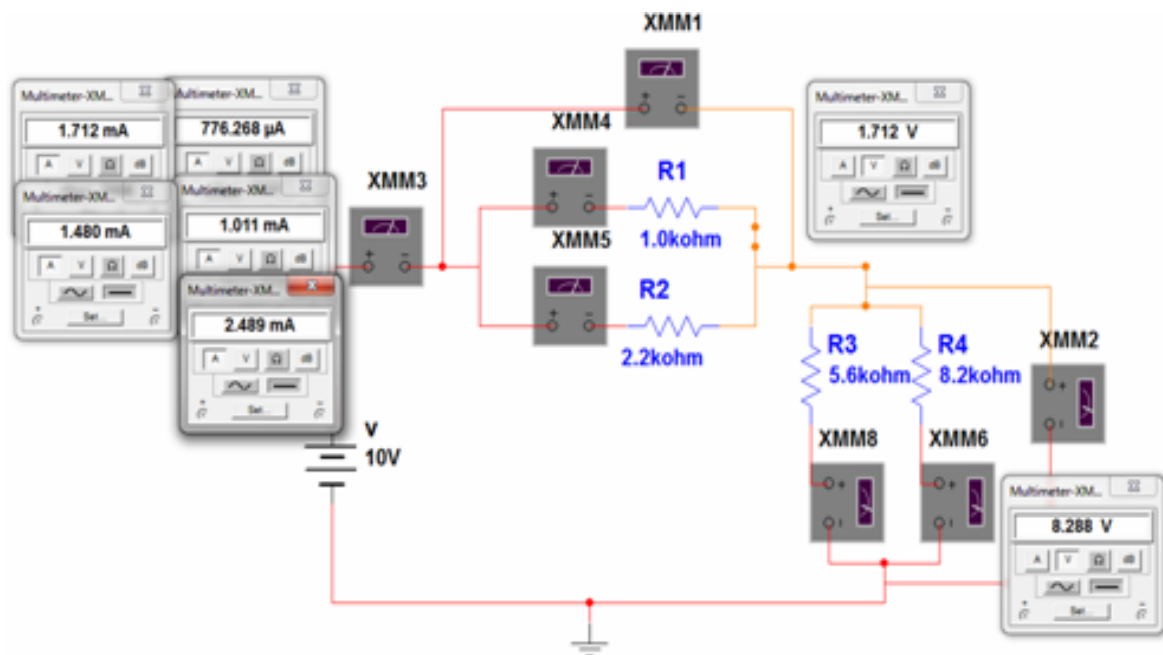 XMM1
Multimeter-XM...
1.712 mA
A V Ω dB
Multimeter-XM...
776.268 µA
A V Ω dB
Multimeter-XM...
1.480 mA
A V Ω dB
+ -
Set...
Multimeter-XM...
1.011 mA
A V Ω dB
Multimeter-XM...
2.489 mA
A V Ω dB
+ -
Set...
XMM3
+ -
+ -
XMM4
+ -
R1
1.0kohm
XMM5
+ -
R2
2.2kohm
Multimeter-XM...
1.712 V
A V Ω dB
+ -
Set...
R3
5.6kohm
R4
8.2kohm
XMM2
+
XMM8
+
XMM6
+
V
10V
Multimeter-XM...
8.288 V
A V Ω dB
+ -
Set...